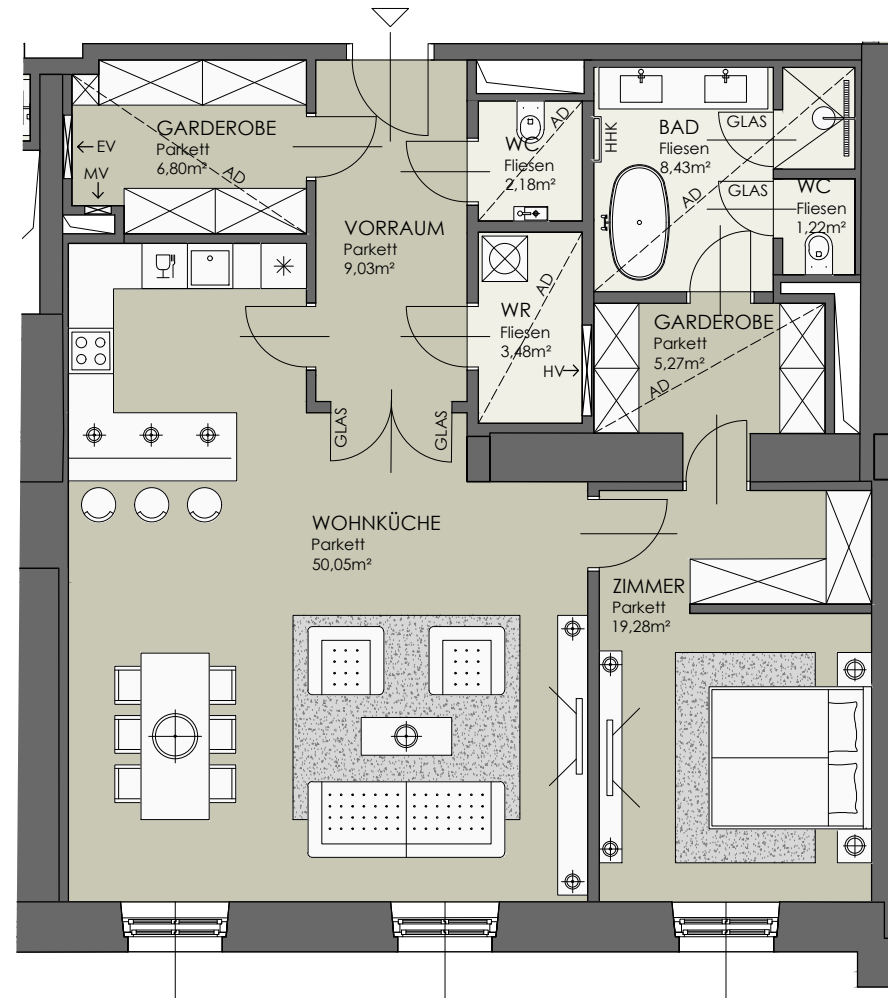 GARDEROBE
Parkett
6,80m²
AD
EV
MV
VORRAUM
Parkett
9,03m²
WC
Fliesen
2,18m²
AD
HHK
BAD
Fliesen
8,43m²
AD
GLAS
GLAS
WC
Fliesen
1,22m²
WR
Fliesen
3,48m²
AD
HV
GARDEROBE
Parkett
5,27m²
AD
GLAS
GLAS
WOHNKÜCHE
Parkett
50,05m²
ZIMMER
Parkett
19,28m²